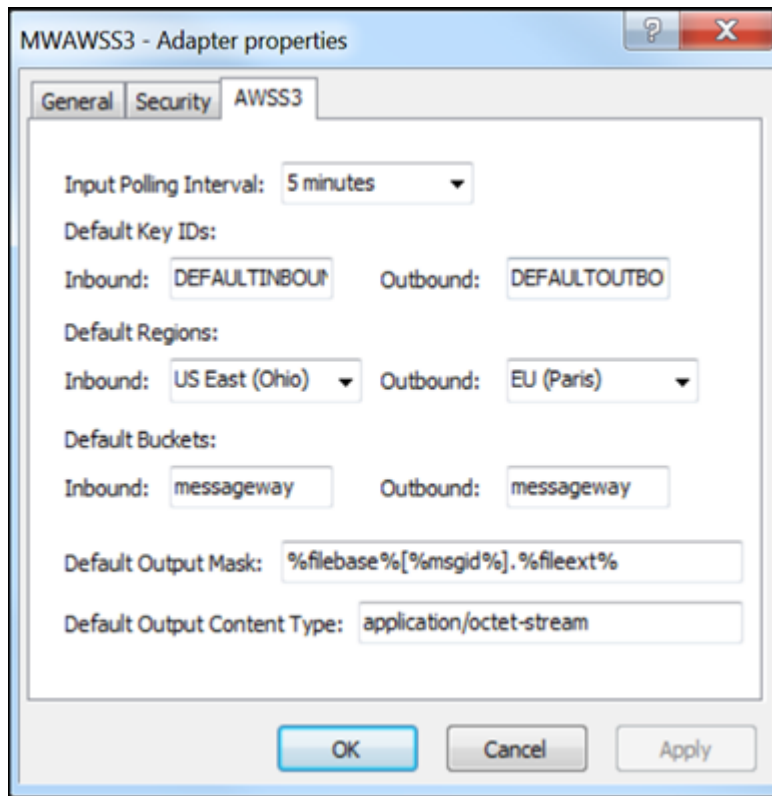 MWAWSS3 - Adapter properties
? X
General Security AWSS3
Input Polling Interval: 5 minutes
Default Key IDs:
Inbound: DEFAULTINBOUN Outbound: DEFAULTOUTBO
Default Regions:
Inbound: US East (Ohio) Outbound: EU (Paris)
Default Buckets:
Inbound: messageway Outbound: messageway
Default Output Mask: %filebase%[%msgid%].%fileext%
Default Output Content Type: application/octet-stream
OK Cancel Apply